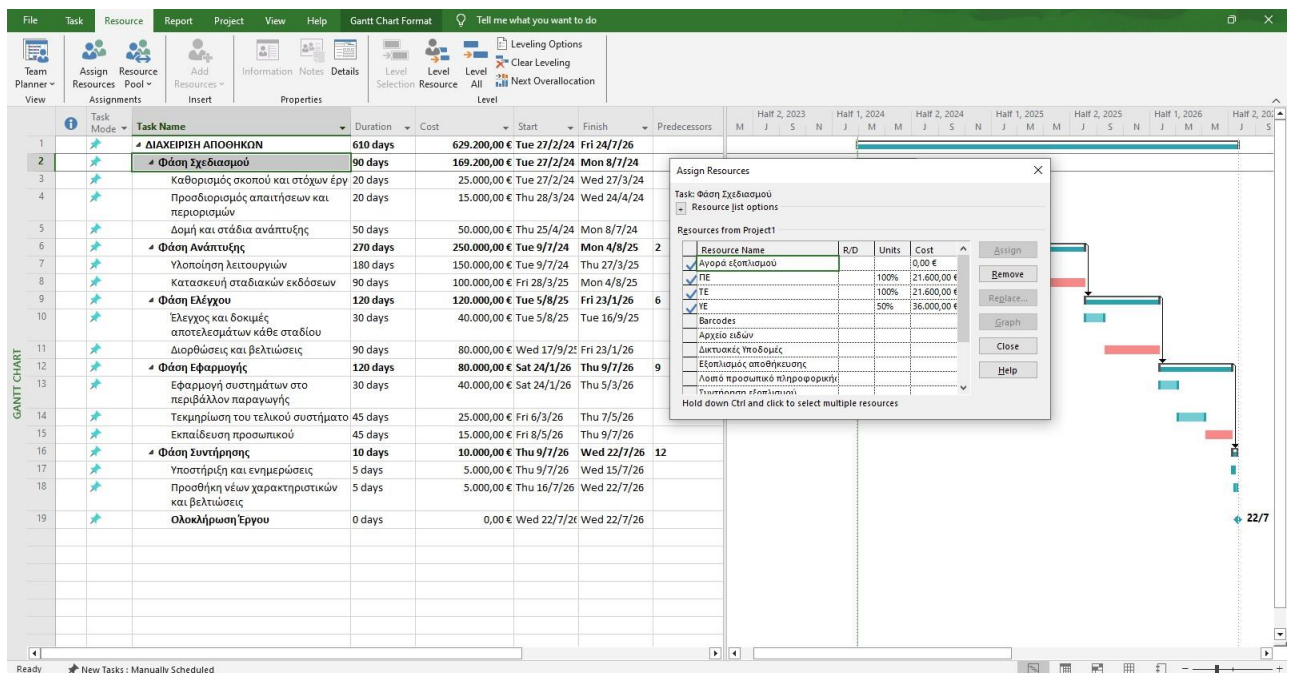 File Task Resource Report Project View Help Gantt Chart Format Tell me what you want to do
Team Planner
Assign Resources
Resource Pool
Add Resources
Information Notes Details
Level Selection
Level Resource
Level All
Leveling Options
Clear Leveling
Next Overallocation
View Assignments Insert Properties Level
Task Mode Task Name Duration Cost Start Finish Predecessors
Half 2, 2023 Half 1, 2024 Half 2, 2024 Half 1, 2025 Half 2, 2025 Half 1, 2026 Half 2, 202
M J S N J M M J S N J M M J S N J M M J S
1 ΔΙΑΧΕΙΡΙΣΗ ΑΠΟΘΗΚΩΝ 610 days 629.200,00 € Tue 27/2/24 Fri 24/7/26
2 Φάση Σχεδιασμού 90 days 169.200,00 € Tue 27/2/24 Mon 8/7/24
3 Καθορισμός σκοπού και στόχων έργ 20 days 25.000,00 € Tue 27/2/24 Wed 27/3/24
4 Προσδιορισμός απαιτήσεων και 20 days 15.000,00 € Thu 28/3/24 Wed 24/4/24
περιορισμών
5 Δομή και στάδια ανάπτυξης 50 days 50.000,00 € Thu 25/4/24 Mon 8/7/24
6 Φάση Ανάπτυξης 270 days 250.000,00 € Tue 9/7/24 Mon 4/8/25 2
7 Υλοποίηση λειτουργιών 180 days 150.000,00 € Tue 9/7/24 Thu 27/3/25
8 Κατασκευή σταδιακών εκδόσεων 90 days 100.000,00 € Fri 28/3/25 Mon 4/8/25
9 Φάση Ελέγχου 120 days 120.000,00 € Tue 5/8/25 Fri 23/1/26 6
10 Έλεγχος και δοκιμές 30 days 40.000,00 € Tue 5/8/25 Tue 16/9/25
αποτελεσμάτων κάθε σταδίου
11 Διορθώσεις και βελτιώσεις 90 days 80.000,00 € Wed 17/9/25 Fri 23/1/26
12 Φάση Εφαρμογής 120 days 80.000,00 € Sat 24/1/26 Thu 9/7/26 9
13 Εφαρμογή συστημάτων στο 30 days 40.000,00 € Sat 24/1/26 Thu 5/3/26
περιβάλλον παραγωγής
14 Τεκμηρίωση του τελικού συστήματο 45 days 25.000,00 € Fri 6/3/26 Thu 7/5/26
15 Εκπαίδευση προσωπικού 45 days 15.000,00 € Fri 8/5/26 Thu 9/7/26
16 Φάση Συντήρησης 10 days 10.000,00 € Thu 9/7/26 Wed 22/7/26 12
17 Υποστήριξη και ενημερώσεις 5 days 5.000,00 € Thu 9/7/26 Wed 15/7/26
18 Προσθήκη νέων χαρακτηριστικών 5 days 5.000,00 € Thu 16/7/26 Wed 22/7/26
και βελτιώσεις
19 Ολοκλήρωση Έργου 0 days 0,00 € Wed 22/7/26 Wed 22/7/26
22/7
Assign Resources
Task: Φάση Σχεδιασμού
+ Resource list options
Resources from Project1
Resource Name R/D Units Cost
Αγορά εξοπλισμού 0,00 €
ΠΕ 100% 21.600,00 €
ΤΕ 100% 21.600,00 €
ΥΕ 50% 36.000,00 €
Barcodes
Αρχείο ειδών
Δικτυακές Υποδομές
Εξοπλισμός αποθήκευσης
Λοιπό προσωπικό πληροφορικής
Συντήρηση εξοπλισμού
Assign
Remove
Replace...
Graph
Close
Help
Hold down Ctrl and click to select multiple resources
GANTT CHART
Ready New Tasks : Manually Scheduled